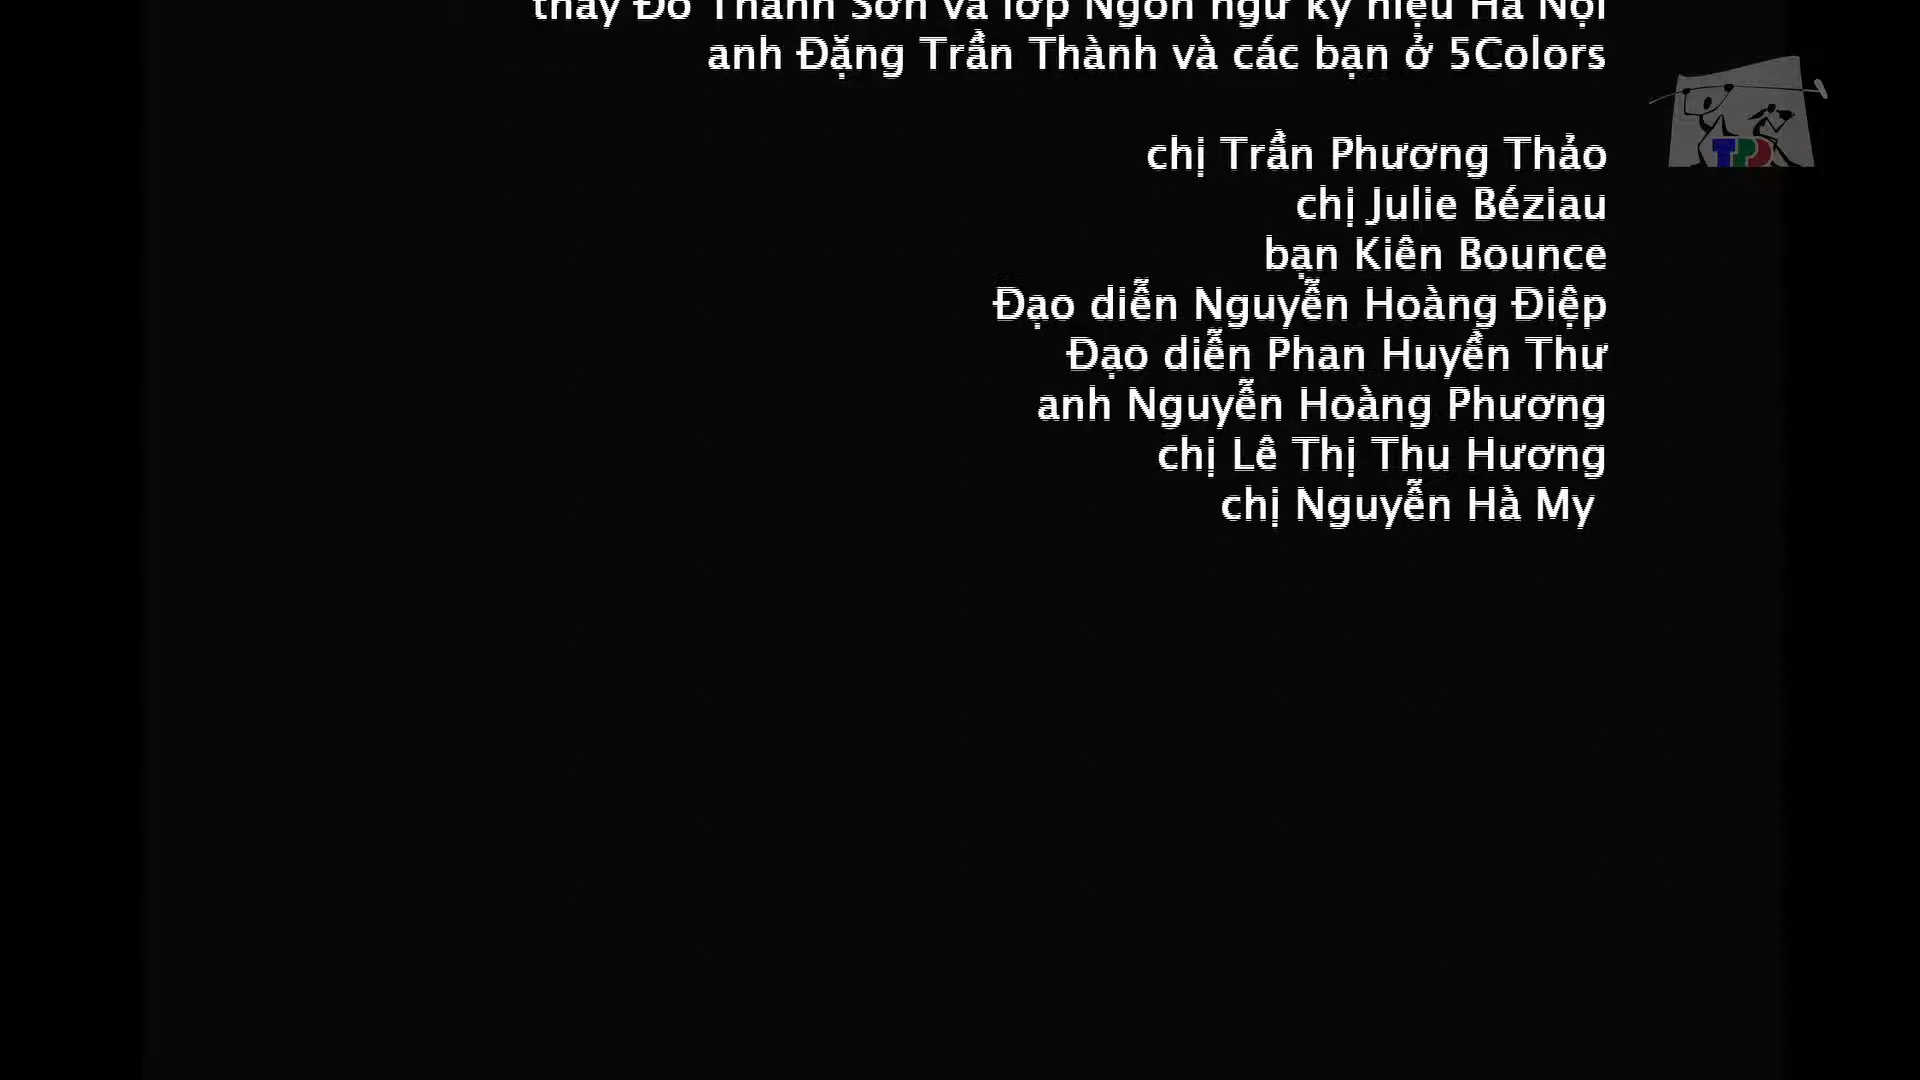 thầy Đỗ Thanh Sơn và lớp Ngôn ngữ ký hiệu Hà Nội
anh Đặng Trần Thành và các bạn ở 5Colors
chị Trần Phương Thảo
chị Julie Béziau
bạn Kiên Bounce
Đạo diễn Nguyễn Hoàng Điệp
Đạo diễn Phan Huyền Thư
anh Nguyễn Hoàng Phương
chị Lê Thị Thu Hương
chị Nguyễn Hà My
TPD